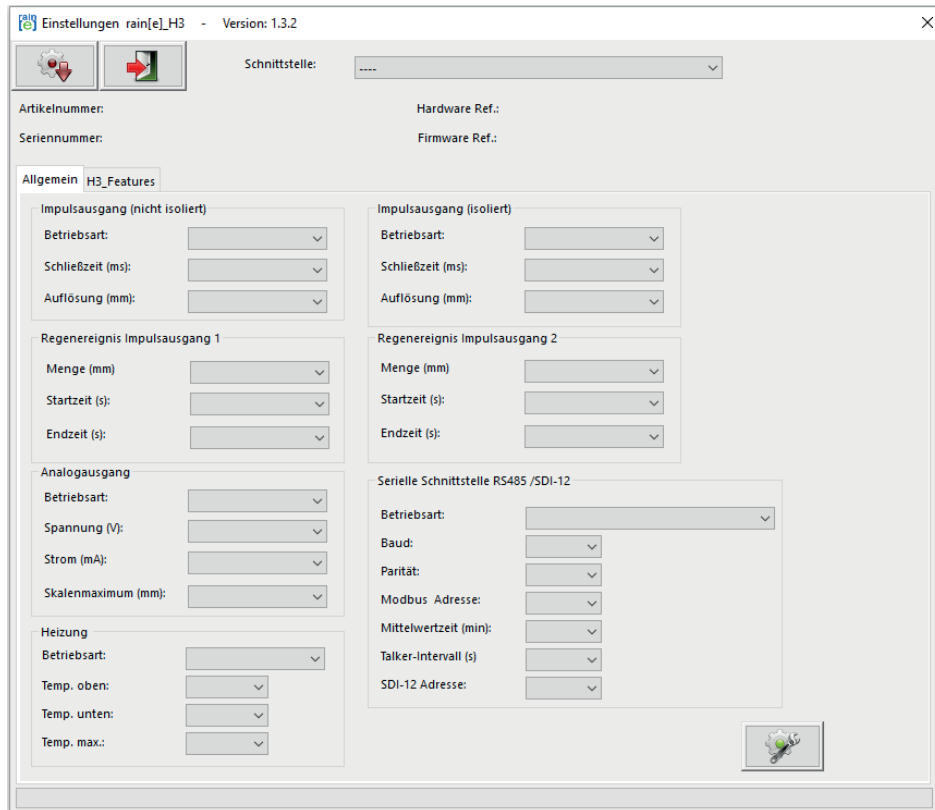 rain[e] Einstellungen rain[e]_H3 - Version: 1.3.2
Schnittstelle: ----
Artikelnummer: Hardware Ref.:
Seriennummer: Firmware Ref.:
Allgemein H3_Features
Impulsausgang (nicht isoliert)
Betriebsart:
Schließzeit (ms):
Auflösung (mm):
Impulsausgang (isoliert)
Betriebsart:
Schließzeit (ms):
Auflösung (mm):
Regenereignis Impulsausgang 1
Menge (mm)
Startzeit (s):
Endzeit (s):
Regenereignis Impulsausgang 2
Menge (mm)
Startzeit (s):
Endzeit (s):
Analogausgang
Betriebsart:
Spannung (V):
Strom (mA):
Skalenmaximum (mm):
Serielle Schnittstelle RS485 /SDI-12
Betriebsart:
Baud:
Parität:
Modbus Adresse:
Mittelwertzeit (min):
Talker-Intervall (s)
SDI-12 Adresse:
Heizung
Betriebsart:
Temp. oben:
Temp. unten:
Temp. max.: